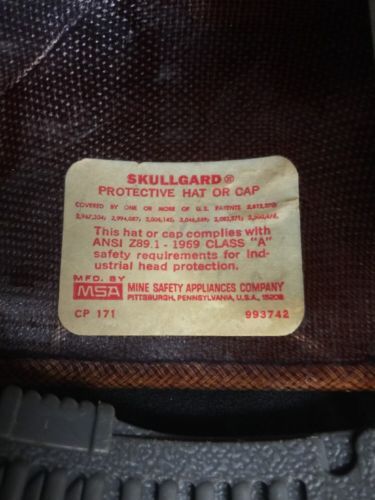 SKULLGARD®
PROTECTIVE HAT OR CAP
COVERED BY ONE OR MORE OF U.S. PATENTS
This hat or cap complies with
ANSI Z89.1 - 1969 CLASS "A"
safety requirements for ind-
ustrial head protection.
MFD. BY
MSA MINE SAFETY APPLIANCES COMPANY
PITTSBURGH, PENNSYLVANIA, U.S.A., 15208
CP 171 993742